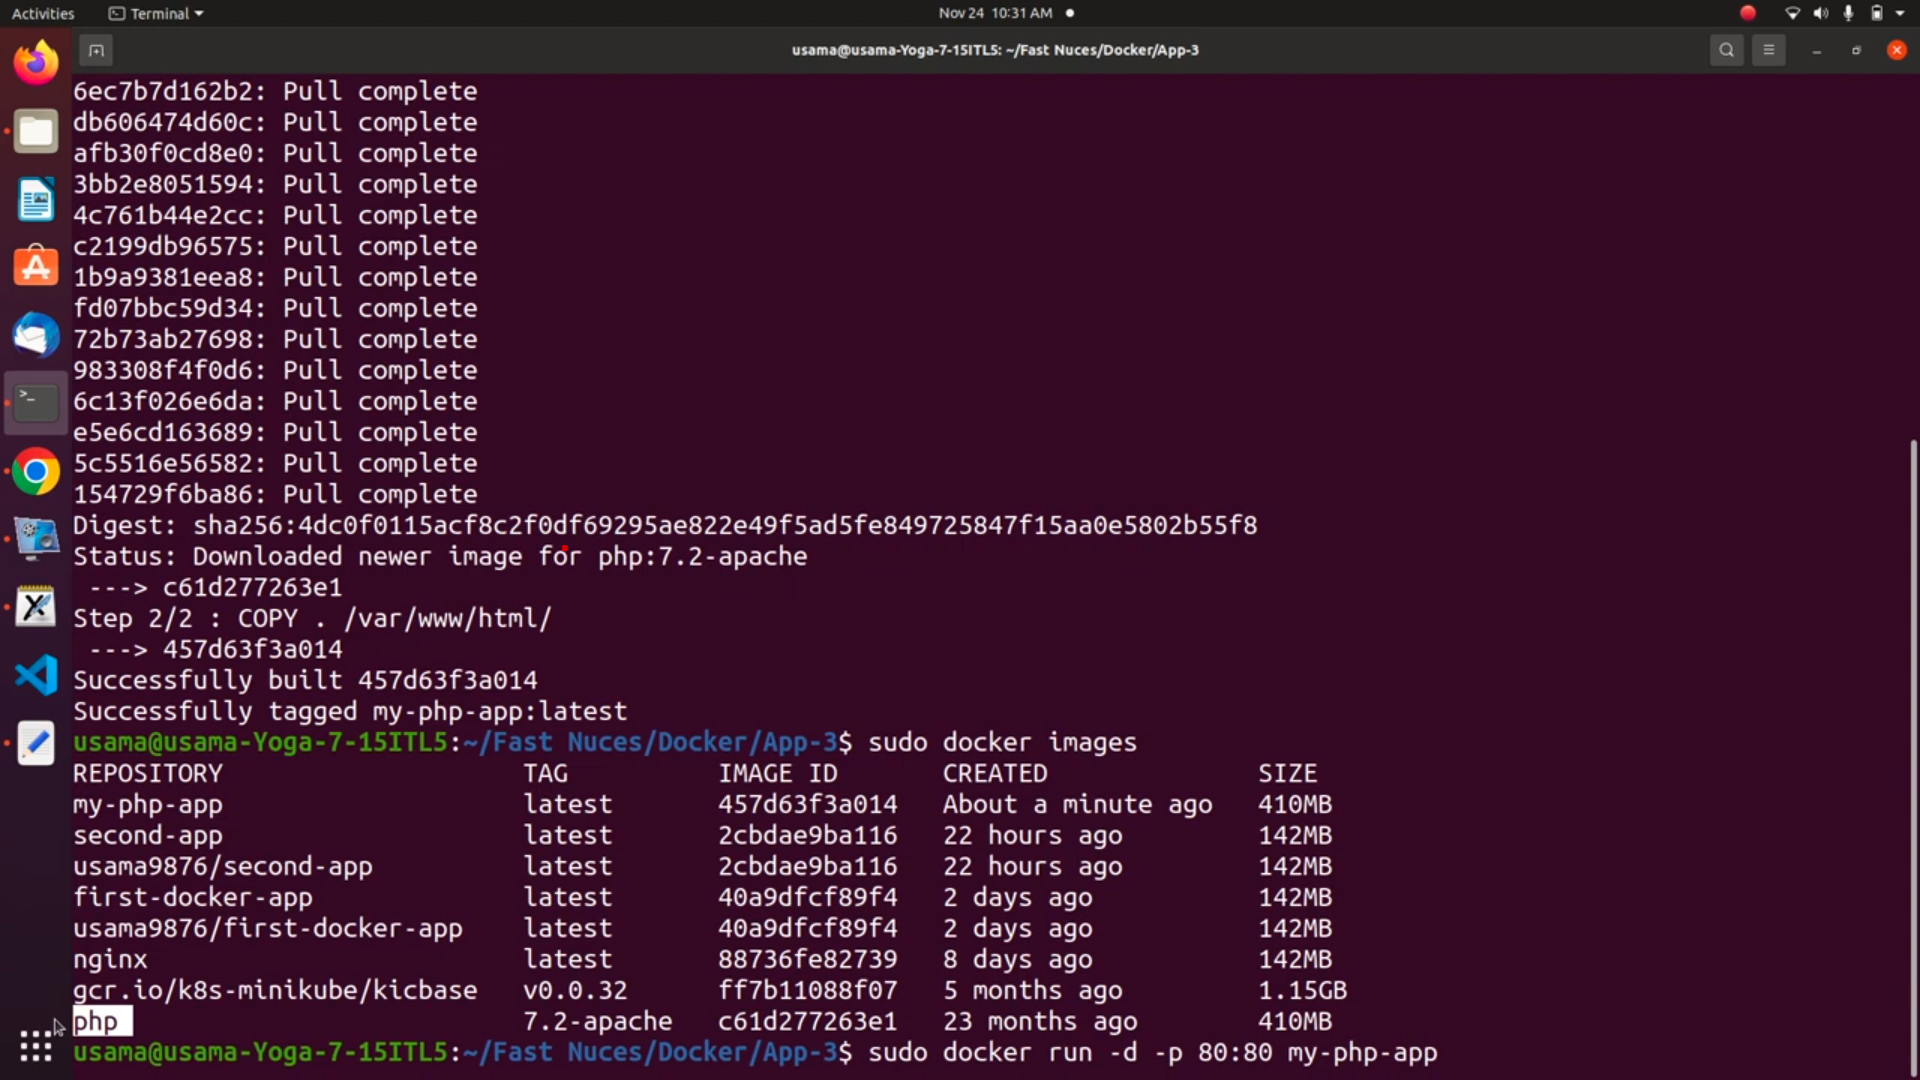 Activities
Terminal
Nov 24 10:31 AM
usama@usama-Yoga-7-15ITL5: ~/Fast Nuces/Docker/App-3
6ec7b7d162b2: Pull complete
db606474d60c: Pull complete
afb30f0cd8e0: Pull complete
3bb2e8051594: Pull complete
4c761b44e2cc: Pull complete
c2199db96575: Pull complete
1b9a9381eea8: Pull complete
fd07bbc59d34: Pull complete
72b73ab27698: Pull complete
983308f4f0d6: Pull complete
6c13f026e6da: Pull complete
e5e6cd163689: Pull complete
5c5516e56582: Pull complete
154729f6ba86: Pull complete
Digest: sha256:4dc0f0115acf8c2f0df69295ae822e49f5ad5fe849725847f15aa0e5802b55f8
Status: Downloaded newer image for php:7.2-apache
---> c61d277263e1
Step 2/2 : COPY . /var/www/html/
---> 457d63f3a014
Successfully built 457d63f3a014
Successfully tagged my-php-app:latest
usama@usama-Yoga-7-15ITL5:~/Fast Nuces/Docker/App-3$ sudo docker images
REPOSITORY TAG IMAGE ID CREATED SIZE
my-php-app latest 457d63f3a014 About a minute ago 410MB
second-app latest 2cbdae9ba116 22 hours ago 142MB
usama9876/second-app latest 2cbdae9ba116 22 hours ago 142MB
first-docker-app latest 40a9dfcf89f4 2 days ago 142MB
usama9876/first-docker-app latest 40a9dfcf89f4 2 days ago 142MB
nginx latest 88736fe82739 8 days ago 142MB
gcr.io/k8s-minikube/kicbase v0.0.32 ff7b11088f07 5 months ago 1.15GB
php 7.2-apache c61d277263e1 23 months ago 410MB
usama@usama-Yoga-7-15ITL5:~/Fast Nuces/Docker/App-3$ sudo docker run -d -p 80:80 my-php-app